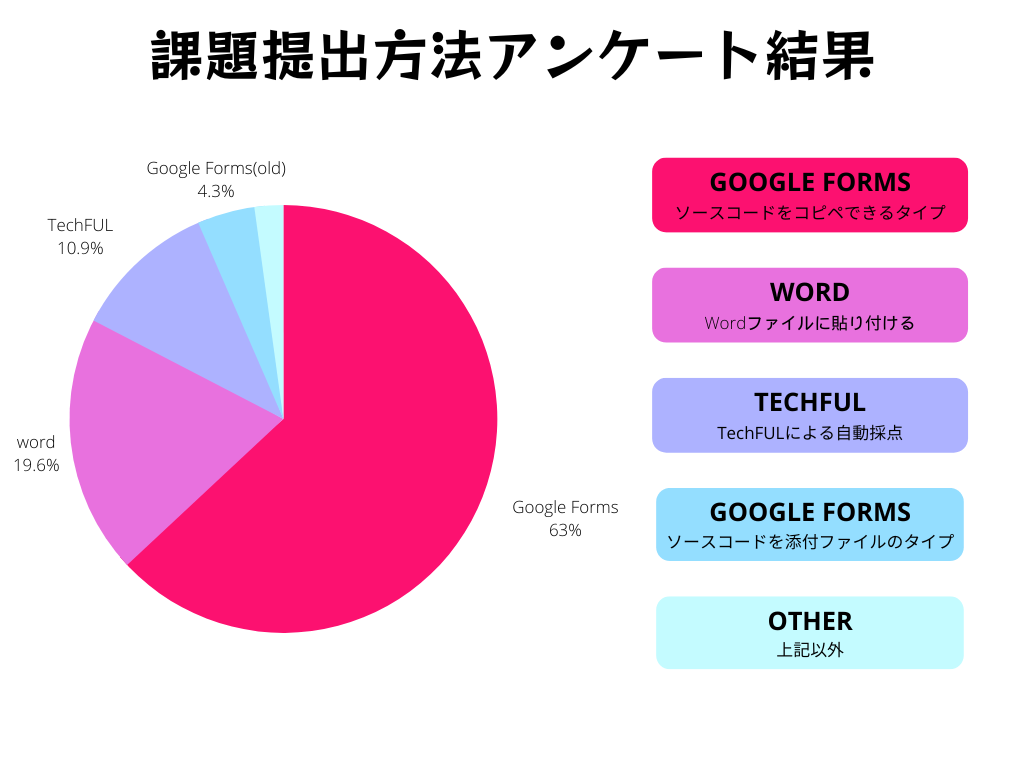 課題提出方法アンケート結果
Google Forms(old)
4.3%
TechFUL
10.9%
word
19.6%
Google Forms
63%
GOOGLE FORMS
ソースコードをコピペできるタイプ
WORD
Wordファイルに貼り付ける
TECHFUL
TechFULによる自動採点
GOOGLE FORMS
ソースコードを添付ファイルのタイプ
OTHER
上記以外